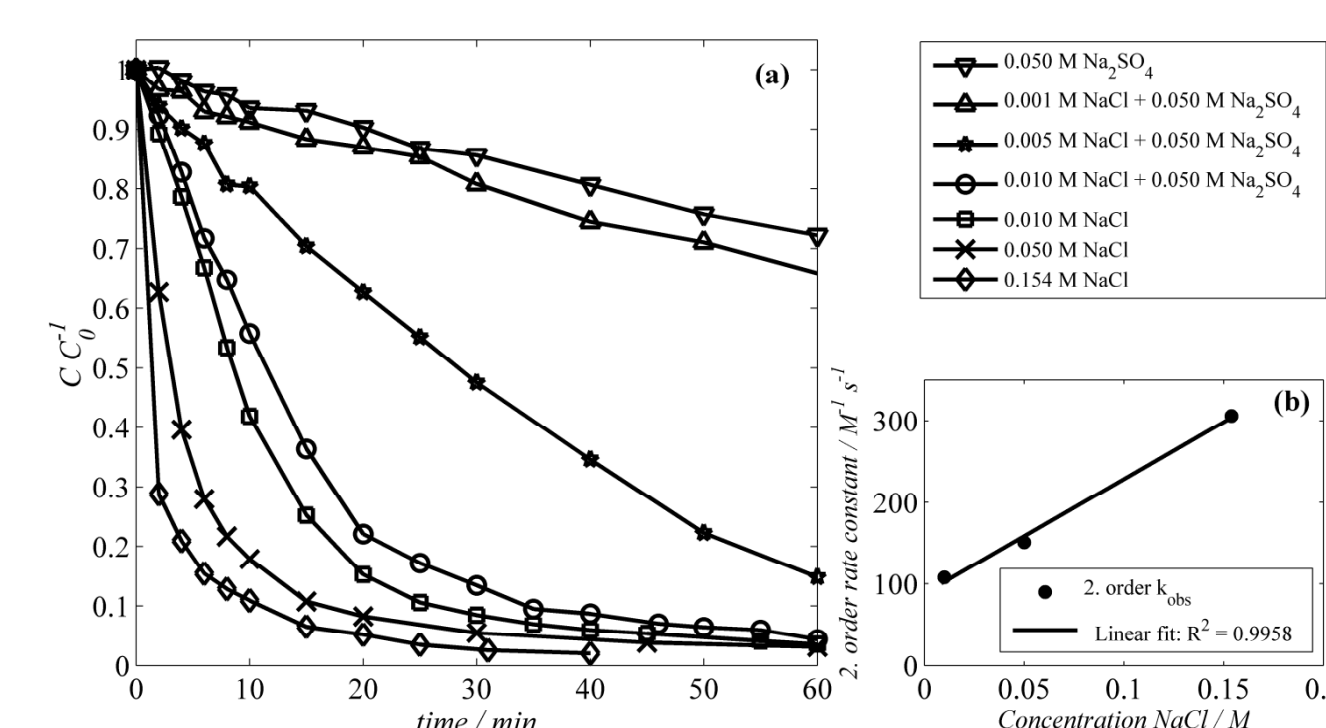 (a)
1
0.9
0.8
0.7
0.6
0.5
0.4
0.3
0.2
0.1
0
C C₀⁻¹
0 10 20 30 40 50 60
time / min
0.050 M Na₂SO₄
0.001 M NaCl + 0.050 M Na₂SO₄
0.005 M NaCl + 0.050 M Na₂SO₄
0.010 M NaCl + 0.050 M Na₂SO₄
0.010 M NaCl
0.050 M NaCl
0.154 M NaCl
(b)
300
200
100
0
2. order rate constant / M⁻¹ s⁻¹
2. order k_obs
Linear fit: R² = 0.9958
0 0.05 0.1 0.15 0.
Concentration NaCl / M